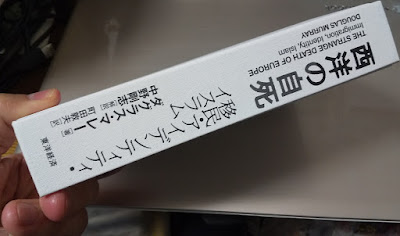 THE STRANGE DEATH OF EUROPE
Immigration, Identity, Islam
DOUGLAS MURRAY
西洋の自死
移民・アイデンティティ・
イスラム
ダグラス・マレー[著]
中野剛志[解説]
町田敦夫[訳]
東洋経済